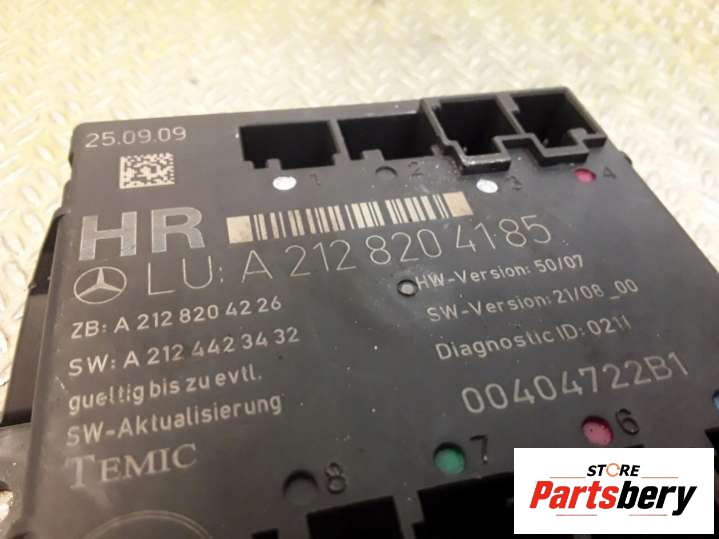 25.09.09
1
2
3
4
HR
LU: A 212 820 41 85
ZB: A 212 820 42 26
HW-Version: 50/07
SW: A 212 442 34 32
SW-Version: 21/08_00
gueltig bis zu evtl.
Diagnostic ID: 0211
SW-Aktualisierung
00404722B1
TEMIC
8
7
6
STORE
Partsbery